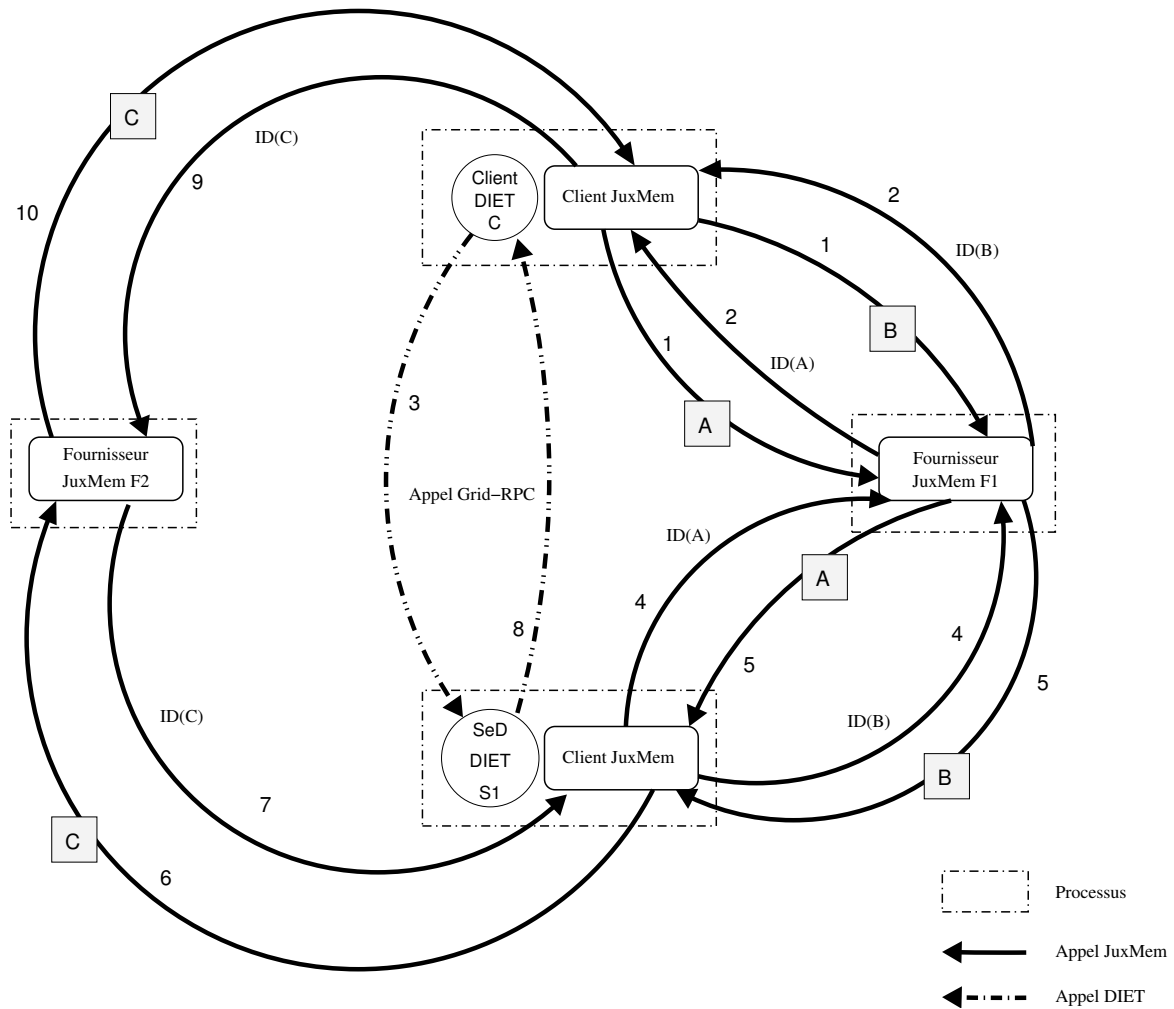 C
ID(C)
9
10
Client
DIET
C
Client JuxMem
2
ID(B)
1
B
2
ID(A)
1
A
3
Appel Grid−RPC
Fournisseur
JuxMem F2
Fournisseur
JuxMem F1
ID(A)
A
4
8
5
4
5
ID(B)
ID(C)
SeD
DIET
S1
Client JuxMem
B
7
C
6
Processus
Appel JuxMem
Appel DIET